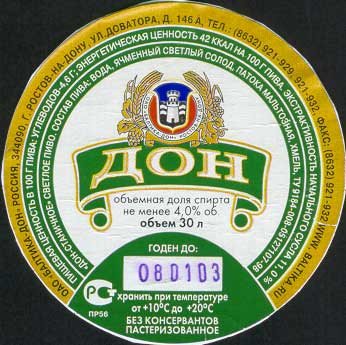 ОАО «БАЛТИКА-ДОН» РОССИЯ, 344090, Г. РОСТОВ-НА-ДОНУ, УЛ. ДОВАТОРА, Д. 146 А, ТЕЛ.: (8632) 921-929, 921-932, ФАКС: (8632) 921-932 WWW. BALTIKA.RU
ПИЩЕВАЯ ЦЕННОСТЬ В 100 Г ПИВА: УГЛЕВОДОВ-4,6 Г; ЭНЕРГЕТИЧЕСКАЯ ЦЕННОСТЬ 42 ККАЛ НА 100 Г ПИВА, ЭКСТРАКТИВНОСТЬ НАЧАЛЬНОГО СУСЛА 11,0 %
СВЕТЛОЕ ПИВО. СОСТАВ ПИВА: ВОДА, ЯЧМЕННЫЙ СВЕТЛЫЙ СОЛОД, ПАТОКА МАЛЬТОЗНАЯ, ХМЕЛЬ, ТУ
ДОН
объемная доля спирта
не менее 4,0% об.
объем 30 л
ГОДЕН ДО:
080103
РСТ
ПР56
хранить при температуре
от +10°С до +20°С
БЕЗ КОНСЕРВАНТОВ
ПАСТЕРИЗОВАННОЕ